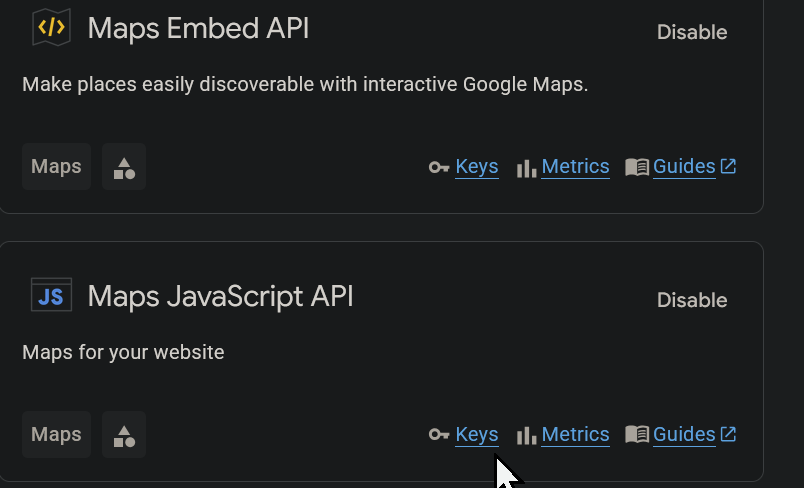 Maps Embed API
Disable
Make places easily discoverable with interactive Google Maps.
Maps Keys Metrics Guides
JS Maps JavaScript API
Disable
Maps for your website
Maps Keys Metrics Guides